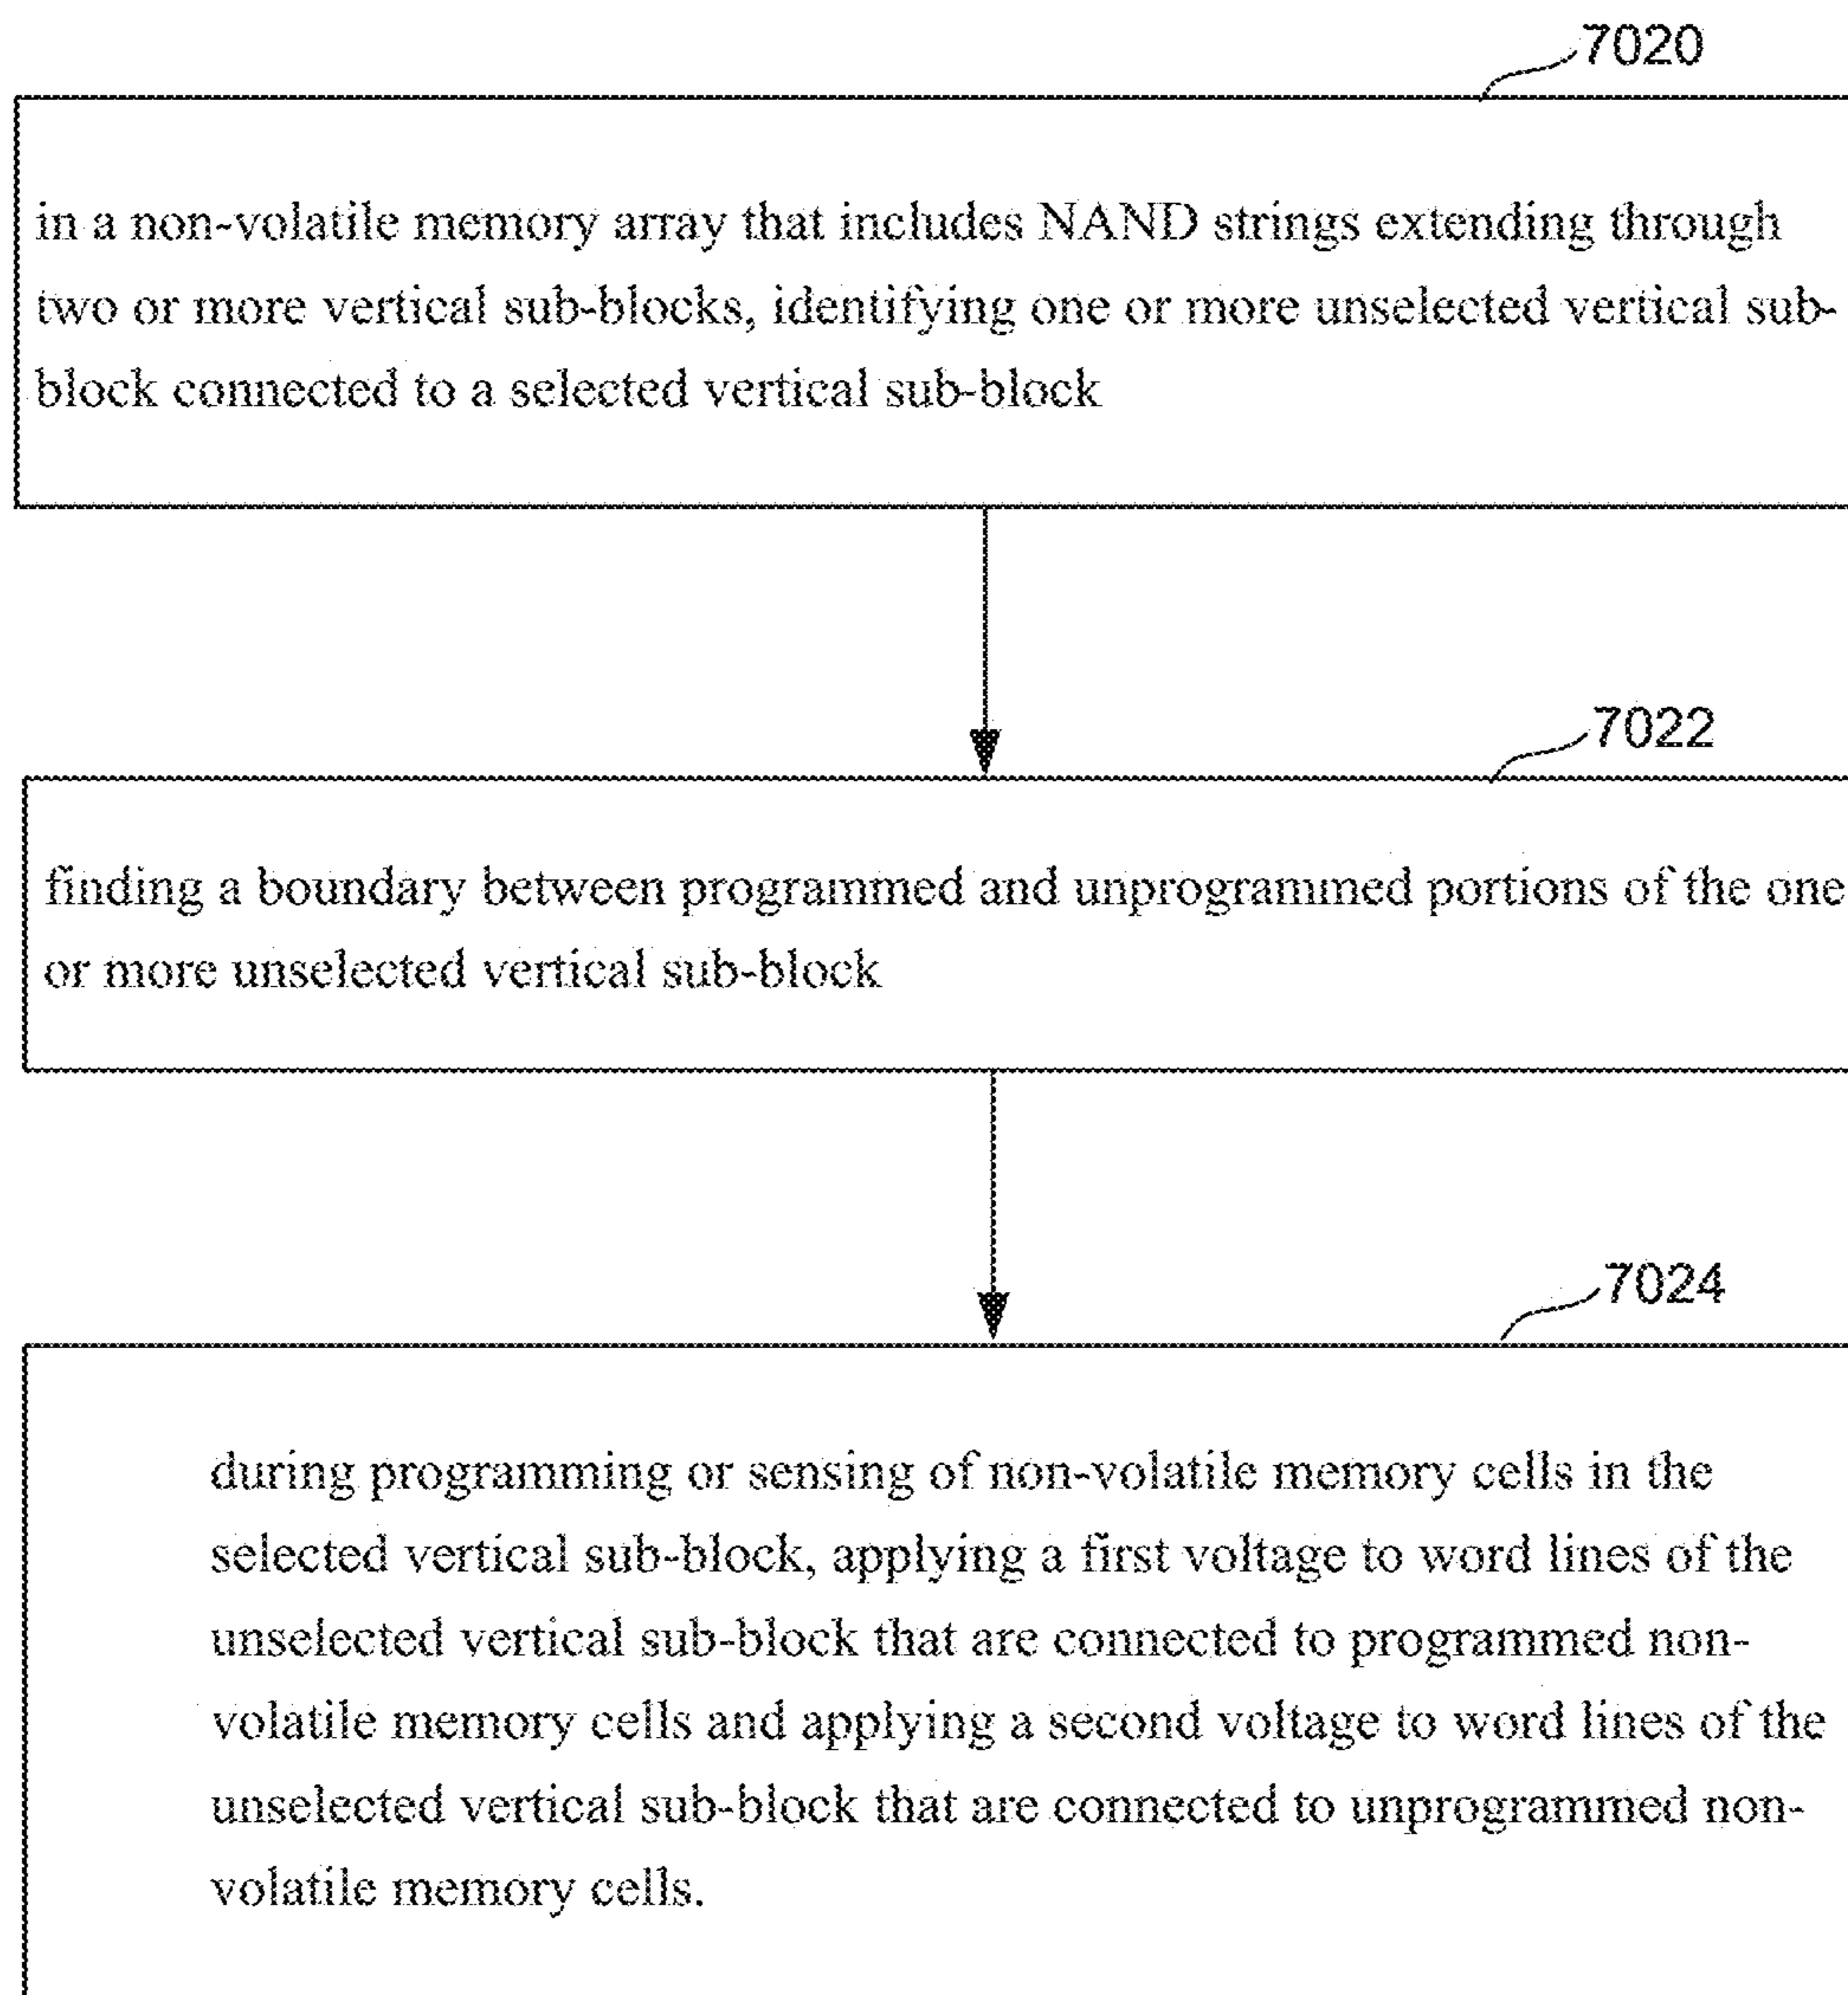 7020
in a non-volatile memory array that includes NAND strings extending through
two or more vertical sub-blocks, identifying one or more unselected vertical sub-
block connected to a selected vertical sub-block
7022
finding a boundary between programmed and unprogrammed portions of the one
or more unselected vertical sub-block
7024
during programming or sensing of non-volatile memory cells in the
selected vertical sub-block, applying a first voltage to word lines of the
unselected vertical sub-block that are connected to programmed non-
volatile memory cells and applying a second voltage to word lines of the
unselected vertical sub-block that are connected to unprogrammed non-
volatile memory cells.